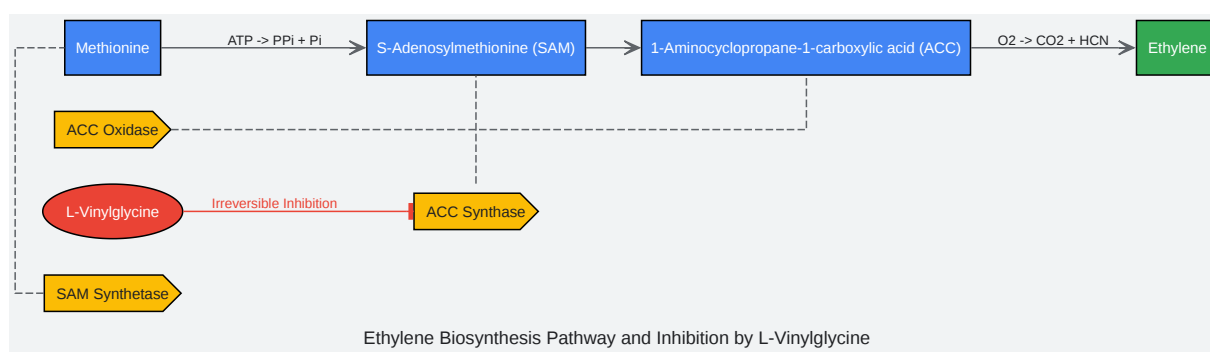 Methionine
ATP -> PPi + Pi
S-Adenosylmethionine (SAM)
1-Aminocyclopropane-1-carboxylic acid (ACC)
O2 -> CO2 + HCN
Ethylene
ACC Oxidase
L-Vinylglycine
Irreversible Inhibition
ACC Synthase
SAM Synthetase
Ethylene Biosynthesis Pathway and Inhibition by L-Vinylglycine